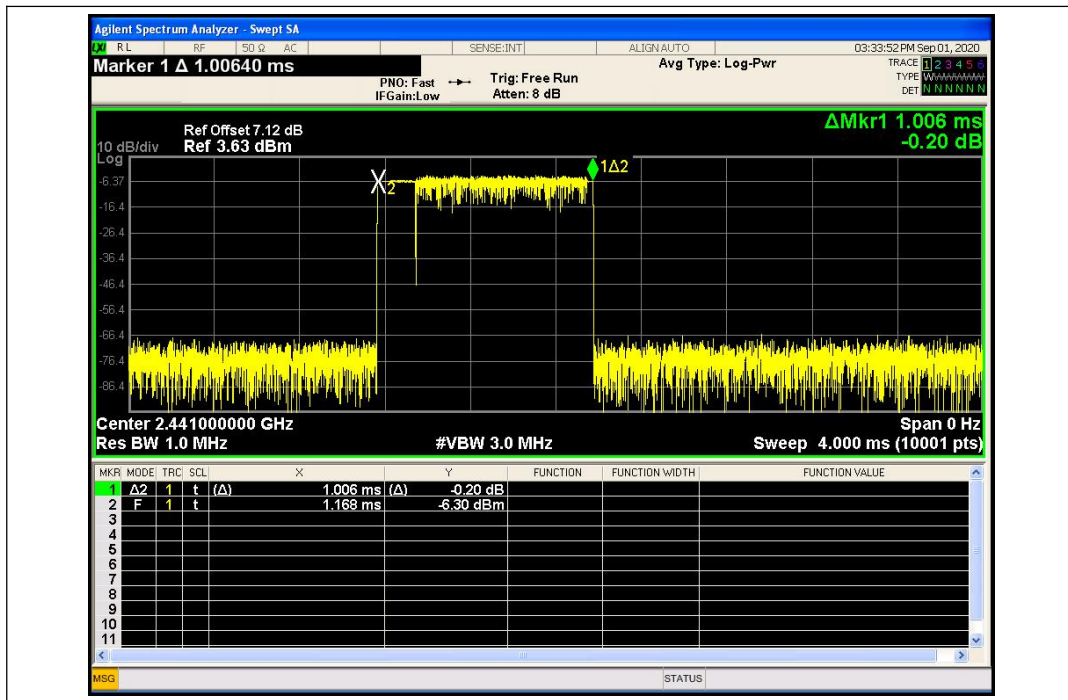 Agilent Spectrum Analyzer - Swept SA
LXI RL RF 50 Ω AC SENSE:INT ALIGN AUTO 03:33:52 PM Sep 01, 2020
Marker 1 Δ 1.00640 ms
PNO: Fast
IFGain:Low
Trig: Free Run
Atten: 8 dB
Avg Type: Log-Pwr
TRACE 1 2 3 4 5 6
TYPE W
DET N N N N N N
ΔMkr1 1.006 ms
-0.20 dB
Ref Offset 7.12 dB
10 dB/div Ref 3.63 dBm
Log
1Δ2
-6.37
2
-16.4
-26.4
-36.4
-46.4
-56.4
-66.4
-76.4
-86.4
Center 2.441000000 GHz Span 0 Hz
Res BW 1.0 MHz #VBW 3.0 MHz Sweep 4.000 ms (10001 pts)
MKR MODE TRC SCL X Y FUNCTION FUNCTION WIDTH FUNCTION VALUE
1 Δ2 1 t (Δ) 1.006 ms (Δ) -0.20 dB
2 F 1 t 1.168 ms -6.30 dBm
3
4
5
6
7
8
9
10
11
MSG STATUS